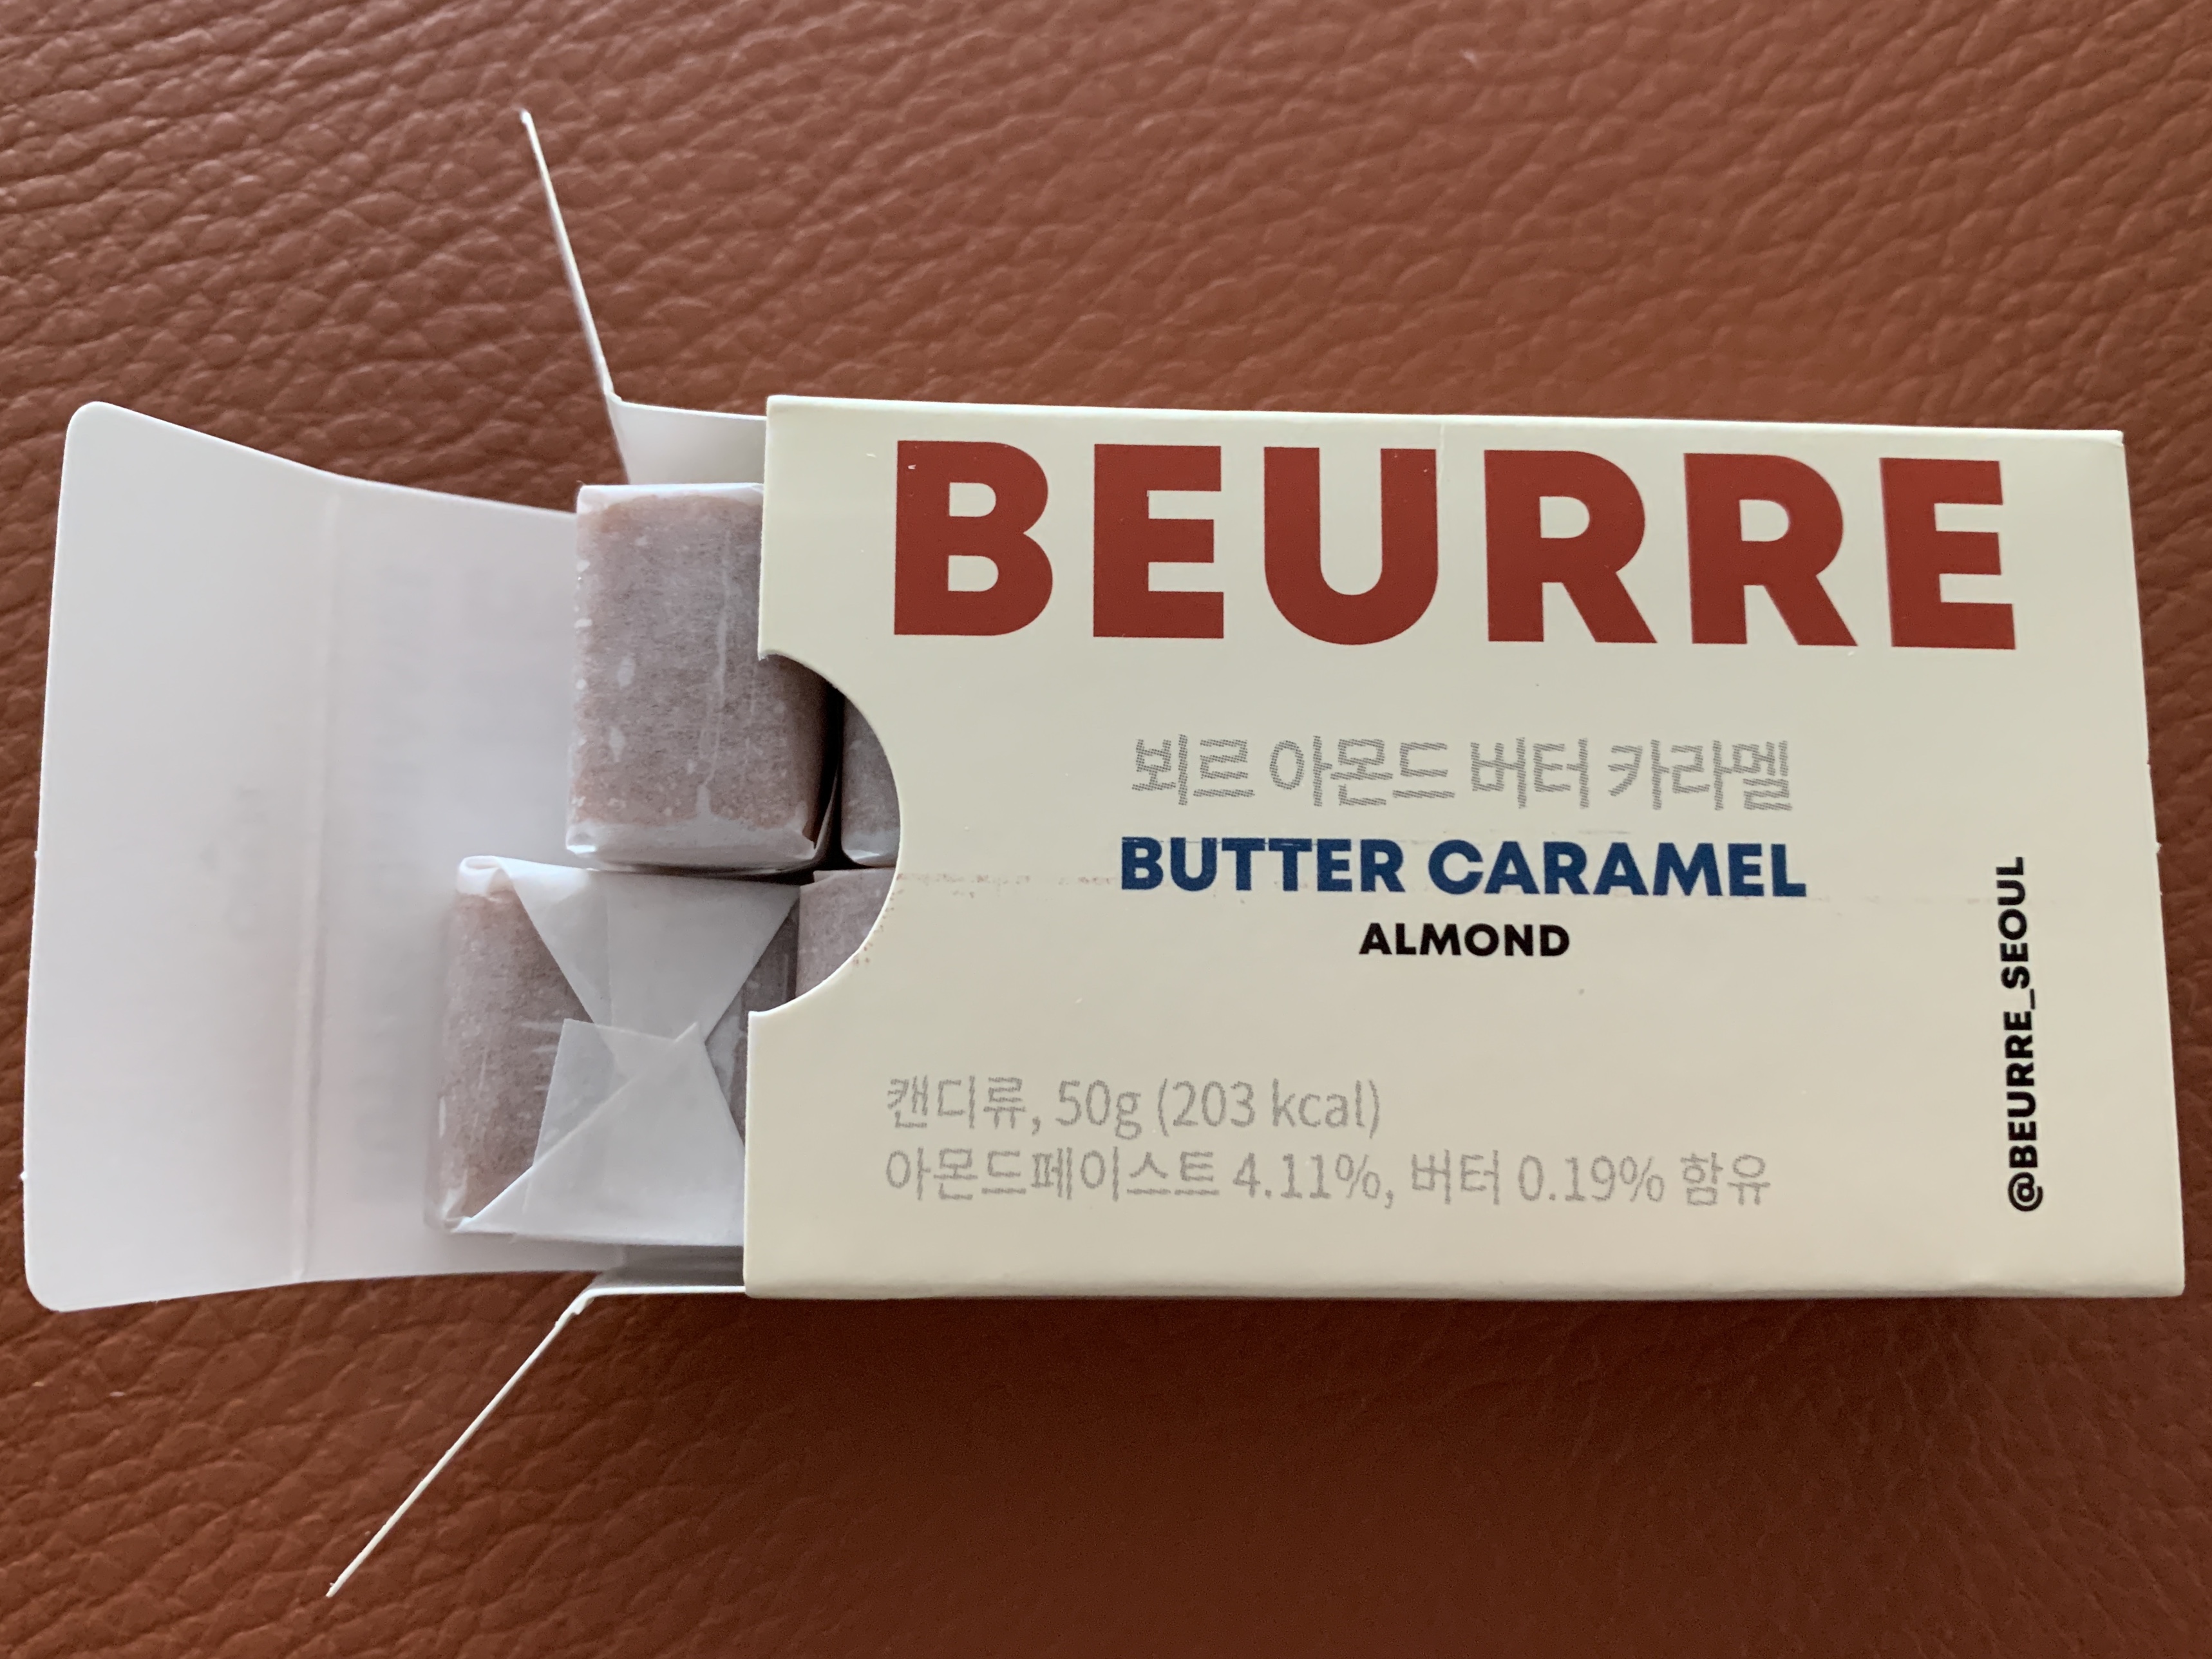 BEURRE
뵈르 아몬드 버터 카라멜
BUTTER CARAMEL
ALMOND
캔디류, 50g (203 kcal)
아몬드페이스트 4.11%, 버터 0.19% 함유
@BEURRE_SEOUL